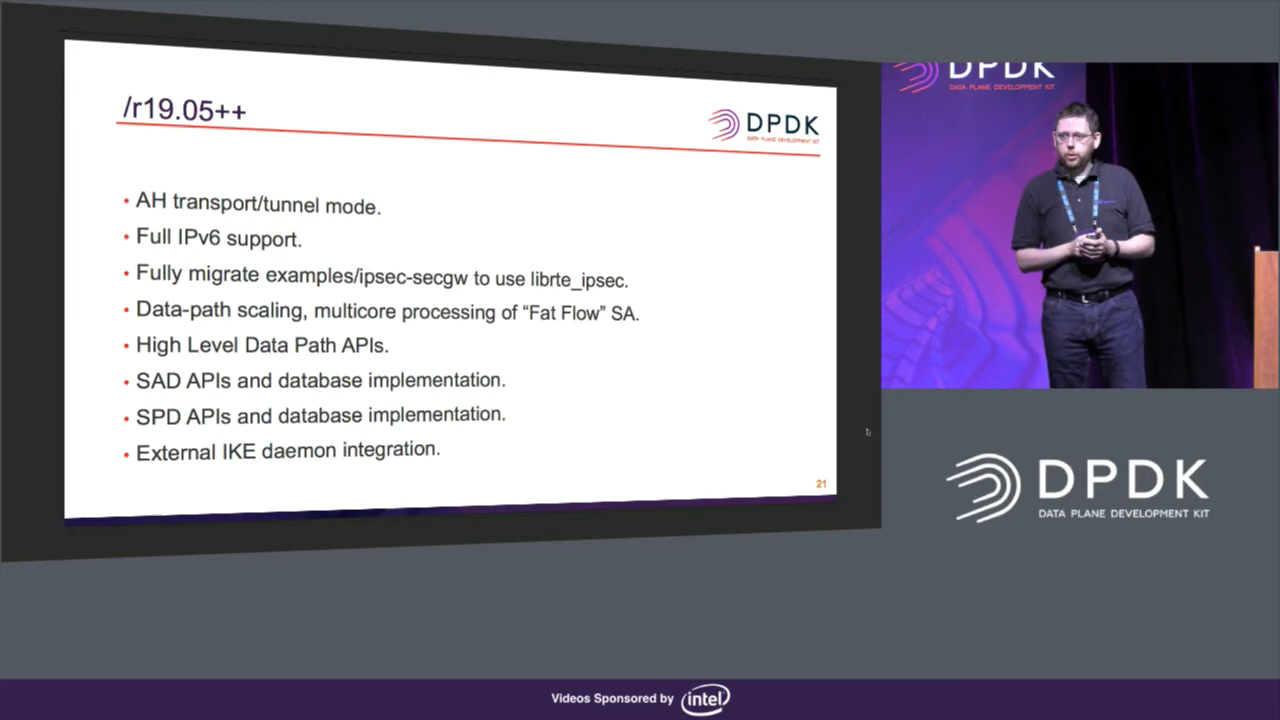 /r19.05++
DPDK
DATA PLANE DEVELOPMENT KIT
• AH transport/tunnel mode.
• Full IPv6 support.
• Fully migrate examples/ipsec-secgw to use librte_ipsec.
• Data-path scaling, multicore processing of “Fat Flow” SA.
• High Level Data Path APIs.
• SAD APIs and database implementation.
• SPD APIs and database implementation.
• External IKE daemon integration.
21
DPDK
DATA PLANE DEVELOPMENT KIT
DPDK
DATA PLANE DEVELOPMENT KIT
Videos Sponsored by intel